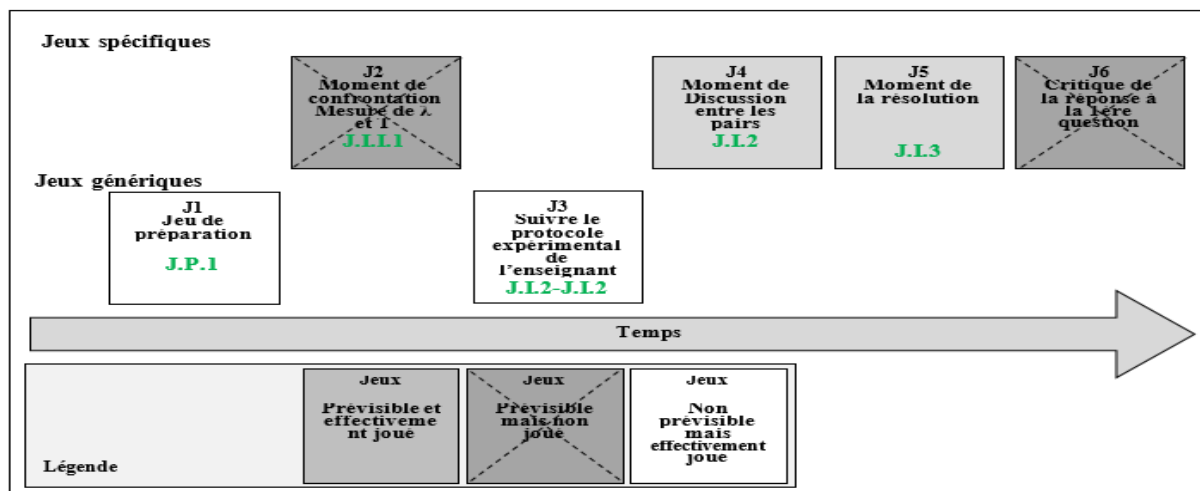 Jeux spécifiques
J2
Moment de
confrontation
Mesure de λ
et T
J.I.I.1
J4
Moment de
Discussion
entre les
pairs
J.I.2
J5
Moment de
la résolution
J.I.3
J6
Critique de
la réponse à
la 1ère
question
Jeux génériques
J1
Jeu de
préparation
J.P.1
J3
Suivre le
protocole
expérimental
de
l'enseignant
J.I.2-J.I.2
Temps
Légende
Jeux
Prévisible et
effectiveme
nt joué
Jeux
Prévisible
mais non
joué
Jeux
Non
prévisible
mais
effectivement
joué